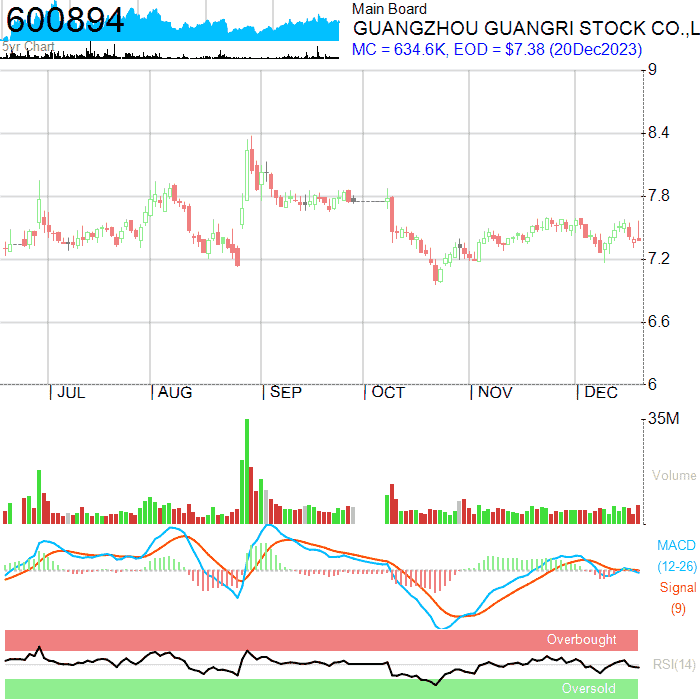 600894
5yr Chart
Main Board
GUANGZHOU GUANGRI STOCK CO.,L
MC = 634.6K, EOD = $7.38 (20Dec2023)
9
8.4
7.8
7.2
6.6
6
JUL
AUG
SEP
OCT
NOV
DEC
35M
Volume
MACD
(12-26)
Signal
(9)
Overbought
RSI(14)
Oversold